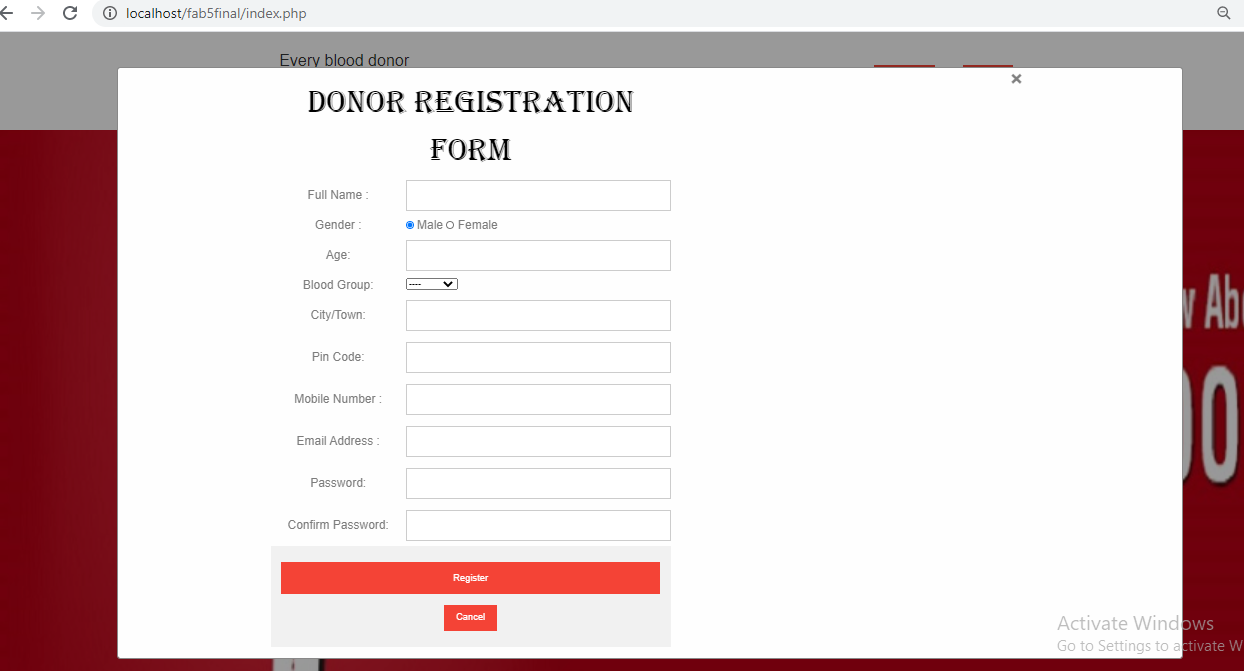 localhost/fab5final/index.php
Every blood donor
×
DONOR REGISTRATION
FORM
Full Name :
Gender : Male Female
Age:
Blood Group: ----
City/Town:
Pin Code:
Mobile Number :
Email Address :
Password:
Confirm Password:
Register
Cancel
Activate Windows
Go to Settings to activate W